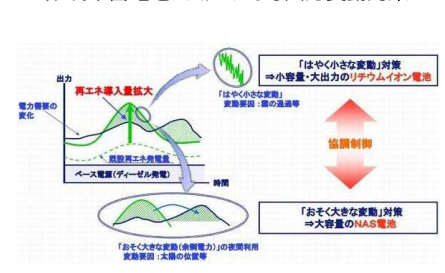 出力
再エネ導入量拡大
電力需要の
変化
既設再エネ発電量
ベース電源(ディーゼル発電)
時間
「はやく小さな変動」
変動要因:雲の通過等
「はやく小さな変動」対策
⇒小容量・大出力のリチウムイオン電池
協調制御
「おそく大きな変動」対策
⇒大容量のNAS電池
「おそく大きな変動(余剰電力)」の夜間利用
変動要因:太陽の位置等